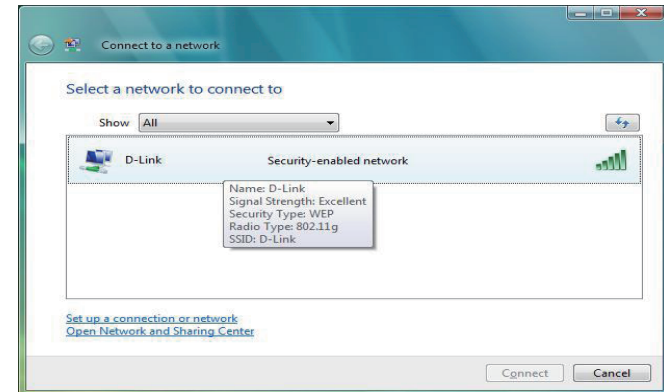 Connect to a network
Select a network to connect to
Show All
D-Link Security-enabled network
Name: D-Link
Signal Strength: Excellent
Security Type: WEP
Radio Type: 802.11g
SSID: D-Link
Set up a connection or network
Open Network and Sharing Center
Connect Cancel